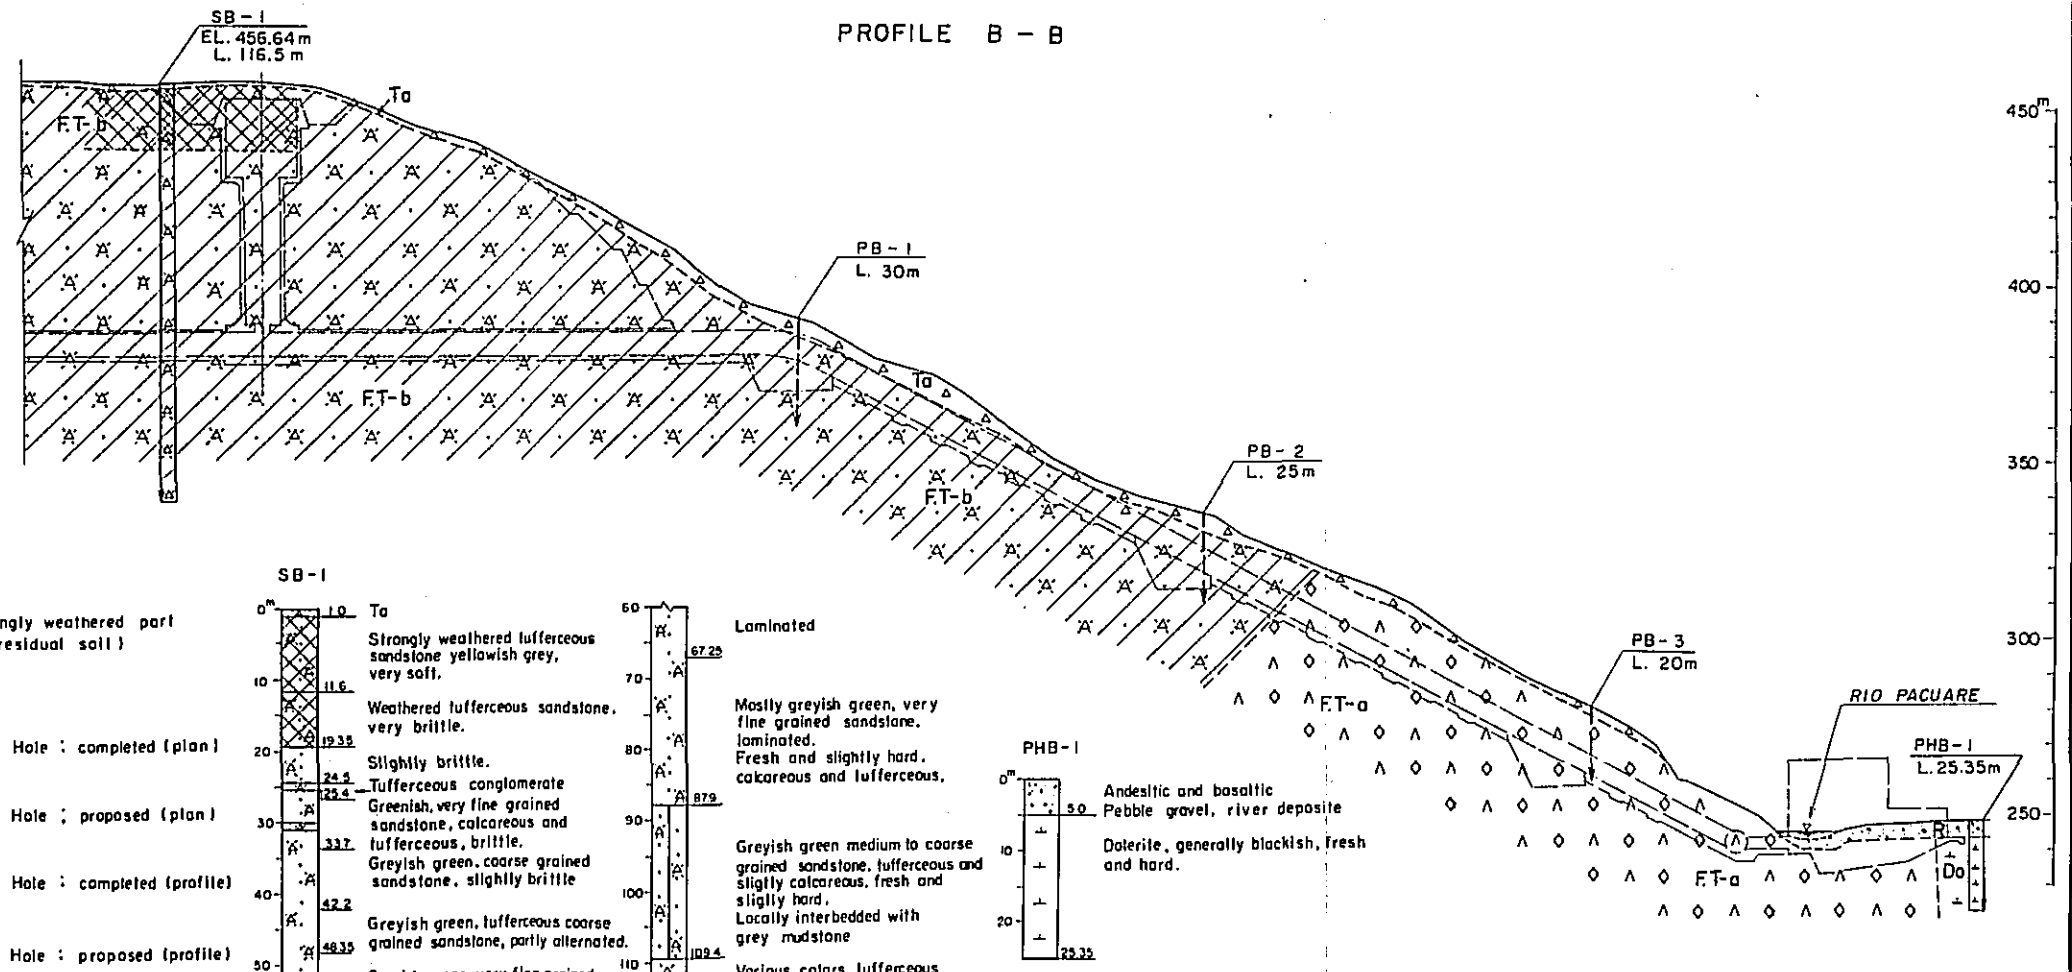 PROFILE B - B
SB-1
EL. 456.64m
L. 116.5m
Ta
F.T-b
PB-1
L. 30m
F.T-b
Ta
PB-2
L. 25m
F.T-b
PB-3
L. 20m
F.T-a
RIO PACUARE
PHB-1
L. 25.35m
R
Do
F.T-a
450m
400
350
300
250
ngly weathered part
residual soil)
Hole : completed (plan)
Hole : proposed (plan)
Hole : completed (profile)
Hole : proposed (profile)
SB-1
0m
10
20
30
40
50
1.0
11.6
19.35
24.5
25.4
33.7
42.2
48.35
Ta
Strongly weathered tufferceous
sandstone yellowish grey,
very soft.
Weathered tufferceous sandstone,
very brittle.
Slightly brittle.
Tufferceous conglomerate
Greenish, very fine grained
sandstone, calcareous and
tufferceous, brittle.
Greyish green, coarse grained
sandstone, slightly brittle
Greyish green, tufferceous coarse
grained sandstone, partly alternated.
60
70
80
90
100
110
67.25
87.9
109.4
Laminated
Mostly greyish green, very
fine grained sandstone,
laminated.
Fresh and slightly hard,
calcareous and tufferceous,
Greyish green medium to coarse
grained sandstone, tufferceous and
sligtly calcareous, fresh and
sligtly hard.
Locally interbedded with
grey mudstone
Various colors, tufferceous
PHB-1
0m
10
20
5.0
25.35
Andesitic and basaltic
Pebble gravel, river deposite
Dolerite, generally blackish, fresh
and hard.